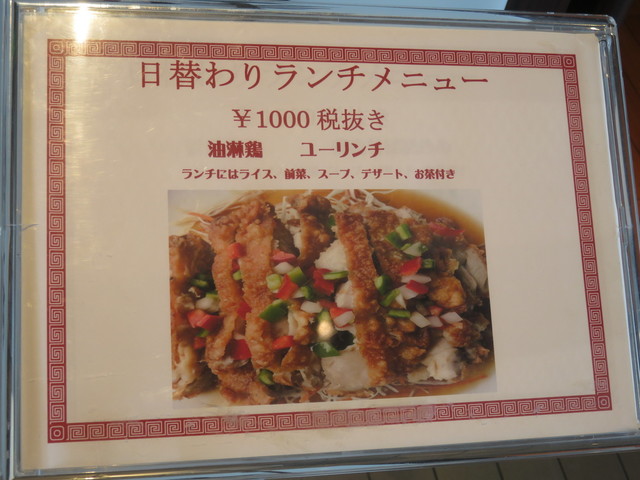 日替わりランチメニュー
￥1000 税抜き
油淋鶏 ユーリンチ
ランチにはライス、前菜、スープ、デザート、お茶付き